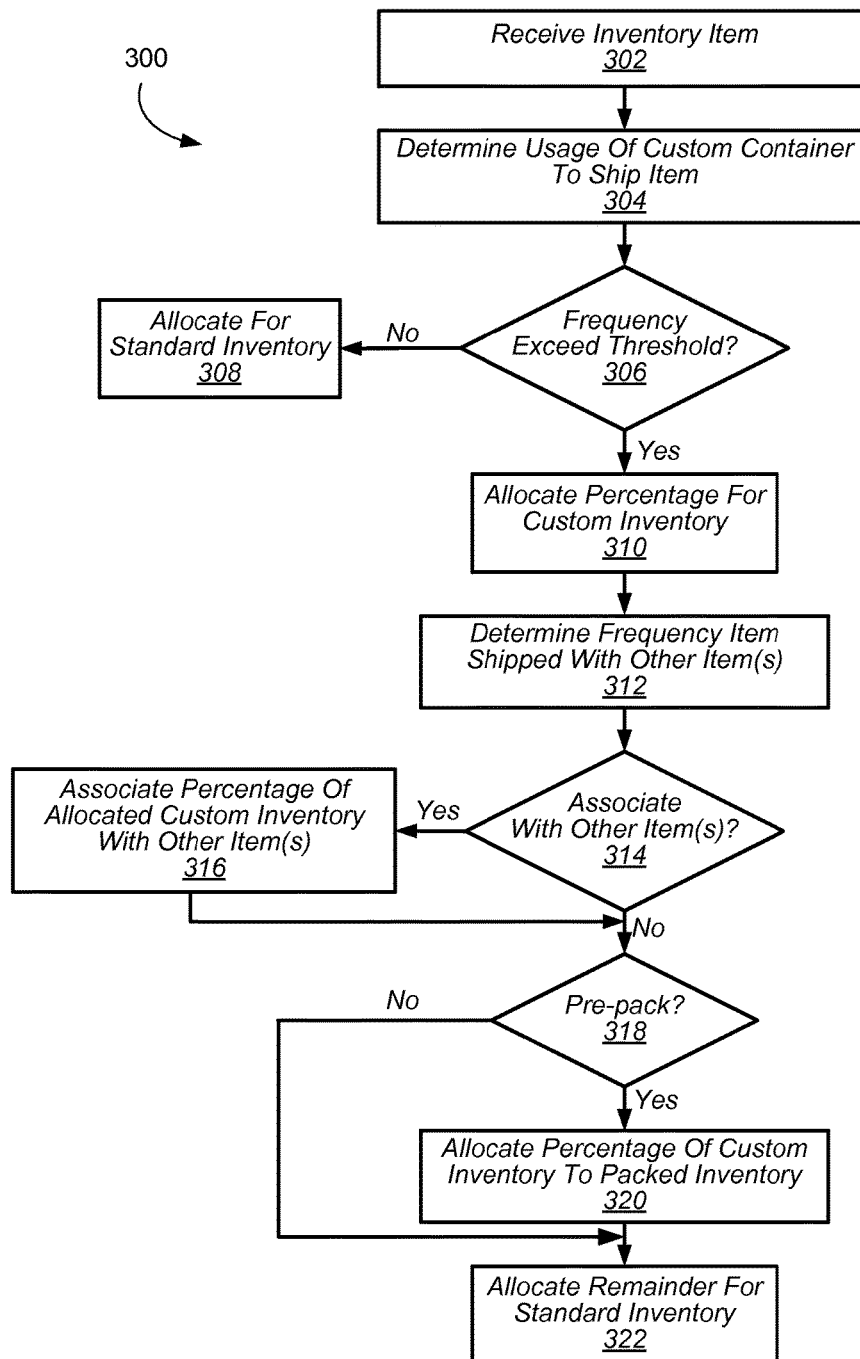 300
Receive Inventory Item
302
Determine Usage Of Custom Container
To Ship Item
304
Frequency
Exceed Threshold?
306
No
Allocate For
Standard Inventory
308
Yes
Allocate Percentage For
Custom Inventory
310
Determine Frequency Item
Shipped With Other Item(s)
312
Associate
With Other Item(s)?
314
Yes
Associate Percentage Of
Allocated Custom Inventory
With Other Item(s)
316
No
Pre-pack?
318
No
Yes
Allocate Percentage Of Custom
Inventory To Packed Inventory
320
Allocate Remainder For
Standard Inventory
322